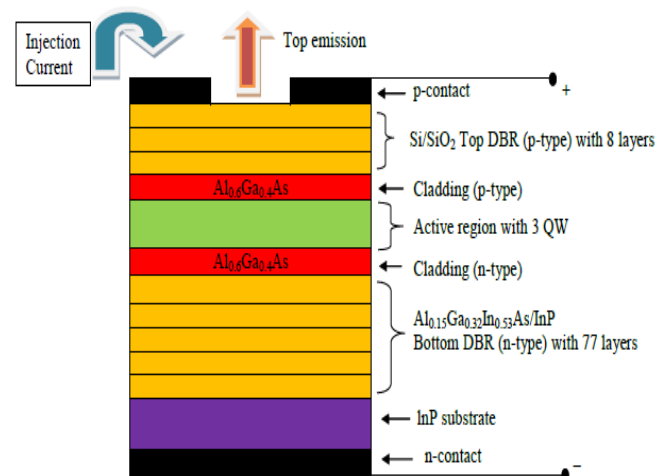 Injection
Current
Top emission
p-contact
+
Si/SiO₂ Top DBR (p-type) with 8 layers
Al₀.₆Ga₀.₄As
Cladding (p-type)
Active region with 3 QW
Al₀.₆Ga₀.₄As
Cladding (n-type)
Al₀.₁₅Ga₀.₃₂In₀.₅₃As/InP
Bottom DBR (n-type) with 77 layers
InP substrate
n-contact
−